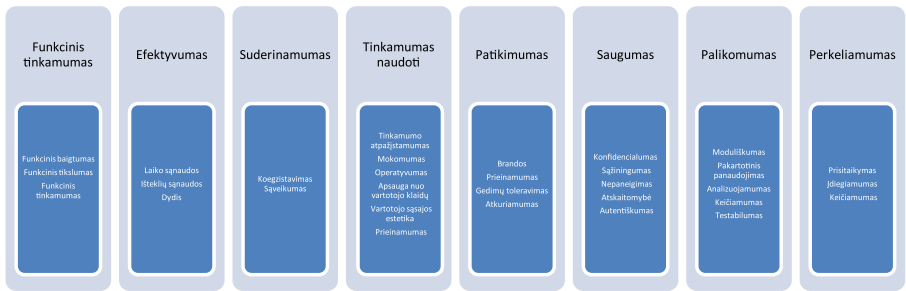 Funkcinis
tinkamumas
Funkcinis baigtumas
Funkcinis tikslumas
Funkcinis
tinkamumas
Efektyvumas
Laiko sąnaudos
Išteklių sąnaudos
Dydis
Suderinamumas
Koegzistavimas
Sąveikumas
Tinkamumas
naudoti
Tinkamumo
atpažįstamumas
Mokomumas
Operatyvumas
Apsauga nuo
vartotojo klaidų
Vartotojo sąsajos
estetika
Prieinamumas
Patikimumas
Brandos
Prieinamumas
Gedimų toleravimas
Atkuriamumas
Saugumas
Konfidencialumas
Sąžiningumas
Nepaneigimas
Atskaitomybė
Autentiškumas
Palikomumas
Moduliškumas
Pakartotinis
panaudojimas
Analizuojamumas
Keičiamumas
Testabilumas
Perkeliamumas
Prisitaikymas
Įdiegiamumas
Keičiamumas